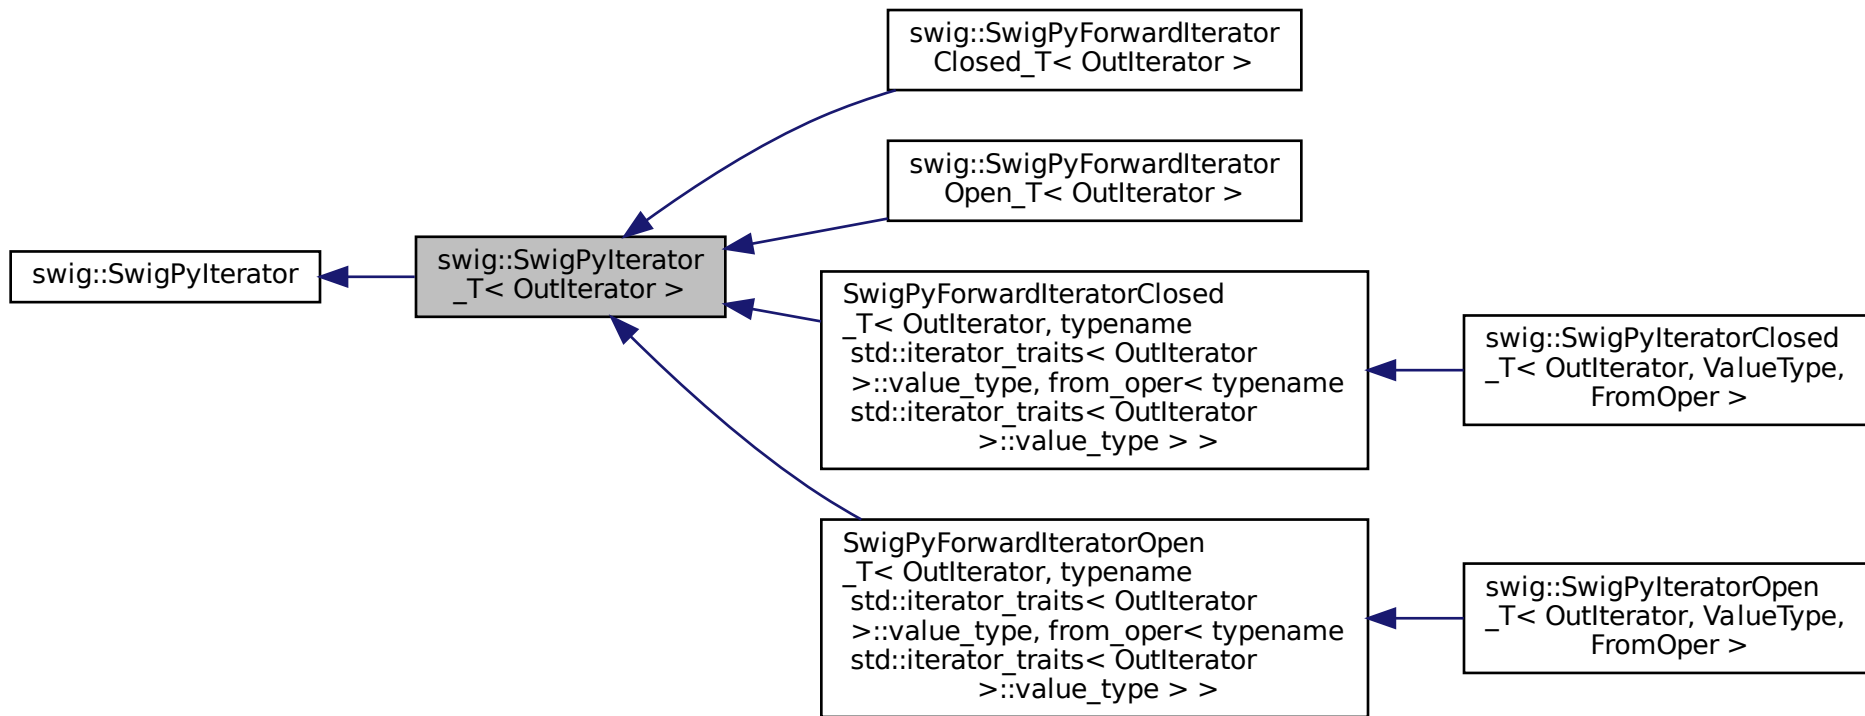 swig::SwigPyIterator
swig::SwigPyIterator
_T< OutIterator >
swig::SwigPyForwardIterator
Closed_T< OutIterator >
swig::SwigPyForwardIterator
Open_T< OutIterator >
SwigPyForwardIteratorClosed
_T< OutIterator, typename
std::iterator_traits< OutIterator
>::value_type, from_oper< typename
std::iterator_traits< OutIterator
>::value_type > >
swig::SwigPyIteratorClosed
_T< OutIterator, ValueType,
FromOper >
SwigPyForwardIteratorOpen
_T< OutIterator, typename
std::iterator_traits< OutIterator
>::value_type, from_oper< typename
std::iterator_traits< OutIterator
>::value_type > >
swig::SwigPyIteratorOpen
_T< OutIterator, ValueType,
FromOper >